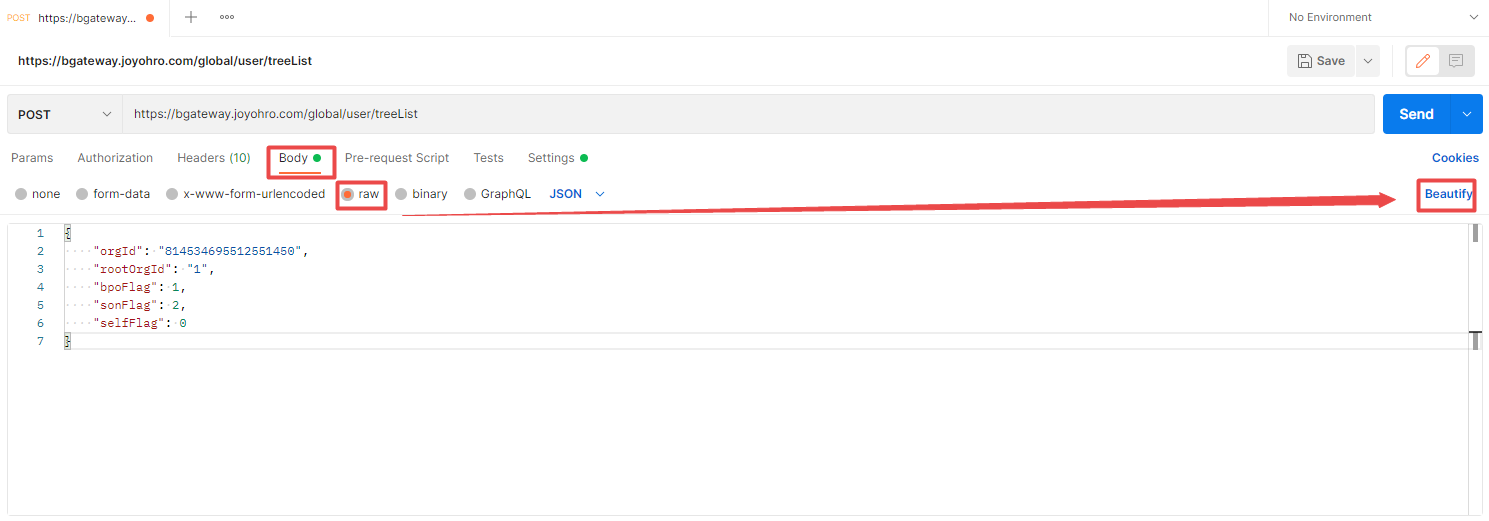 POST https://bgateway... No Environment
https://bgateway.joyohro.com/global/user/treeList Save
POST https://bgateway.joyohro.com/global/user/treeList Send
Params Authorization Headers (10) Body Pre-request Script Tests Settings Cookies
none form-data x-www-form-urlencoded raw binary GraphQL JSON Beautify
1 {
2 ····"orgId":·"814534695512551450",
3 ····"rootOrgId":·"1",
4 ····"bpoFlag":·1,
5 ····"sonFlag":·2,
6 ····"selfFlag":·0
7 }